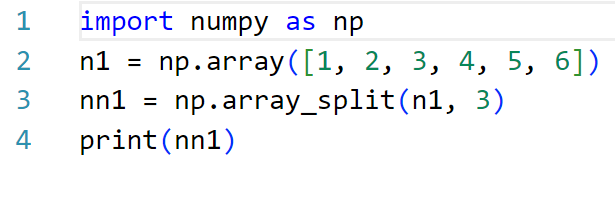 1 import numpy as np
2 n1 = np.array([1, 2, 3, 4, 5, 6])
3 nn1 = np.array_split(n1, 3)
4 print(nn1)